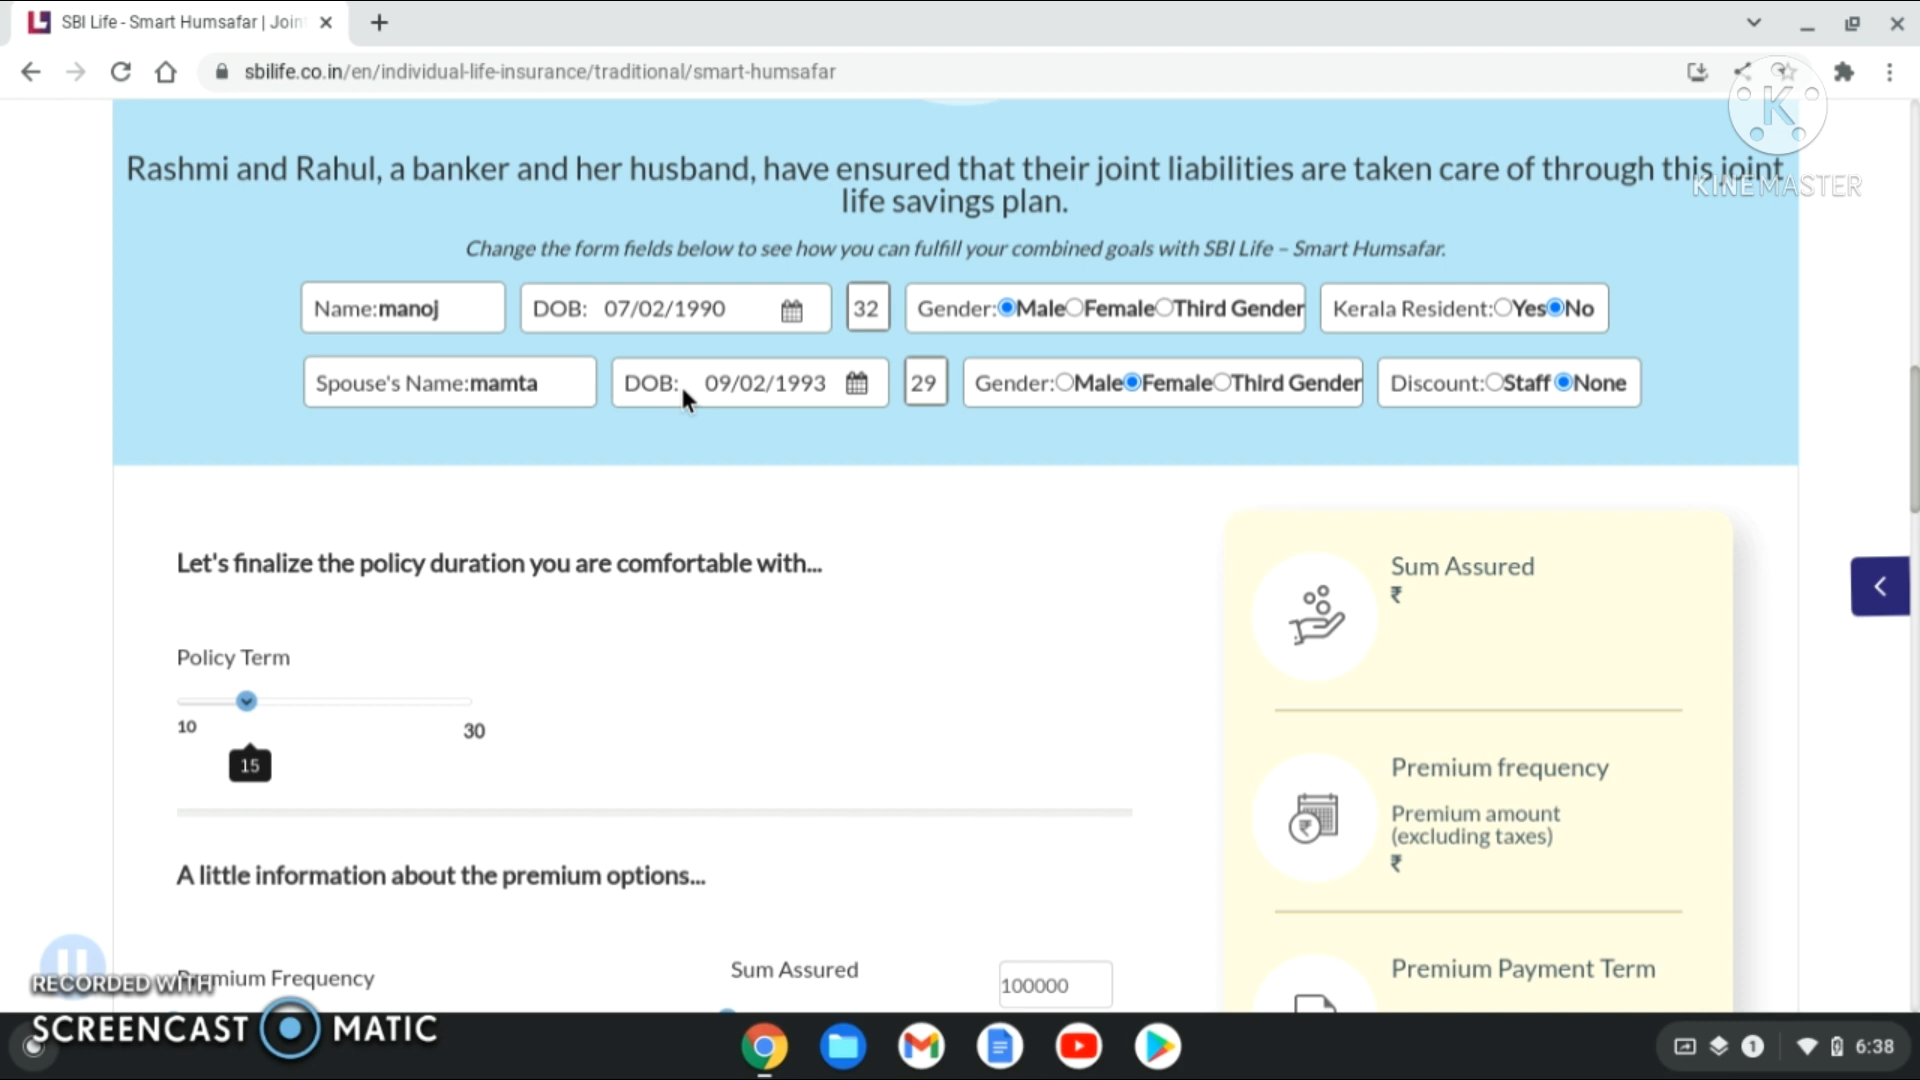 SBI Life - Smart Humsafar | Join
sbilife.co.in/en/individual-life-insurance/traditional/smart-humsafar
K
KINEMASTER
Rashmi and Rahul, a banker and her husband, have ensured that their joint liabilities are taken care of through this joint
life savings plan.
Change the form fields below to see how you can fulfill your combined goals with SBI Life – Smart Humsafar.
Name:manoj DOB: 07/02/1990 32 Gender: Male Female Third Gender Kerala Resident: Yes No
Spouse's Name:mamta DOB: 09/02/1993 29 Gender: Male Female Third Gender Discount: Staff None
Let's finalize the policy duration you are comfortable with...
Policy Term
10 30
15
A little information about the premium options...
Premium Frequency
Sum Assured 100000
Sum Assured
₹
Premium frequency
Premium amount
(excluding taxes)
₹
Premium Payment Term
RECORDED WITH
SCREENCAST MATIC
1 6:38